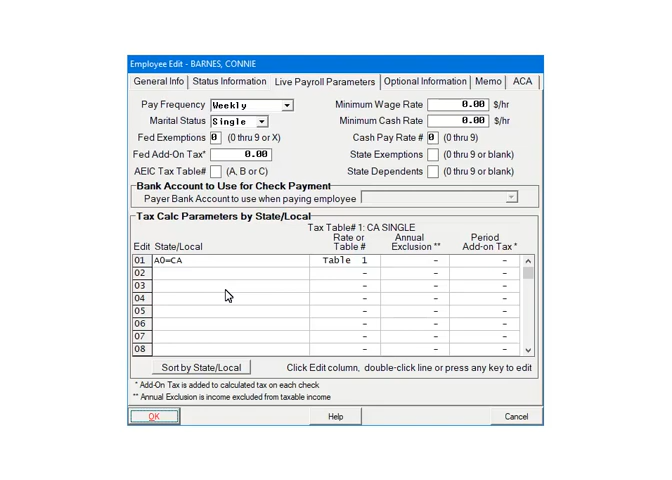 Employee Edit - BARNES, CONNIE
General Info Status Information Live Payroll Parameters Optional Information Memo ACA
Pay Frequency Weekly Minimum Wage Rate 0.00 $/hr
Marital Status Single Minimum Cash Rate 0.00 $/hr
Fed Exemptions 0 (0 thru 9 or X) Cash Pay Rate # 0 (0 thru 9)
Fed Add-On Tax* 0.00 State Exemptions (0 thru 9 or blank)
AEIC Tax Table# (A, B or C) State Dependents (0 thru 9 or blank)
Bank Account to Use for Check Payment
Payer Bank Account to use when paying employee
Tax Calc Parameters by State/Local
Tax Table# 1: CA SINGLE
Rate or Annual Period
Edit State/Local Table # Exclusion ** Add-on Tax *
01 A0=CA Table 1 - -
02 - - -
03 - - -
04 - - -
05 - - -
06 - - -
07 - - -
08 - - -
Sort by State/Local Click Edit column, double-click line or press any key to edit
* Add-On Tax is added to calculated tax on each check
** Annual Exclusion is income excluded from taxable income
OK Help Cancel